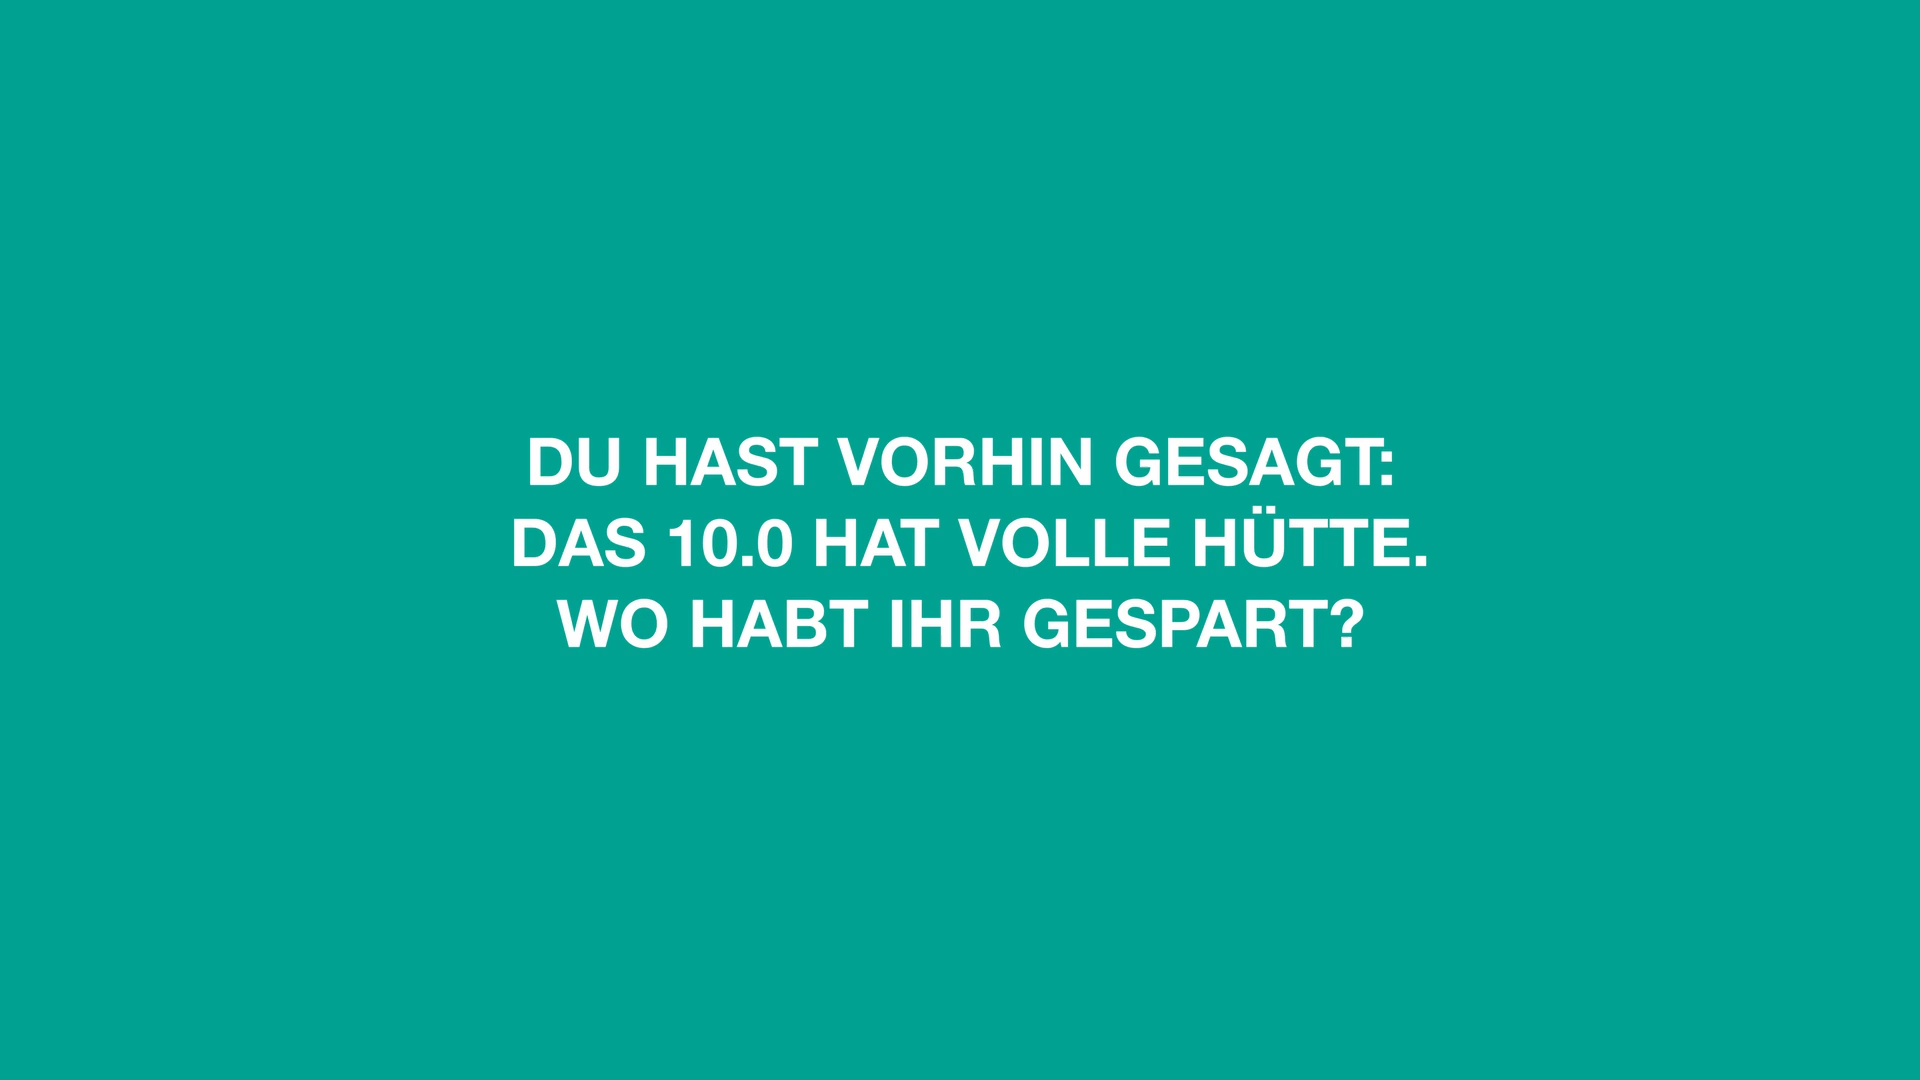 DU HAST VORHIN GESAGT:
DAS 10.0 HAT VOLLE HÜTTE.
WO HABT IHR GESPART?